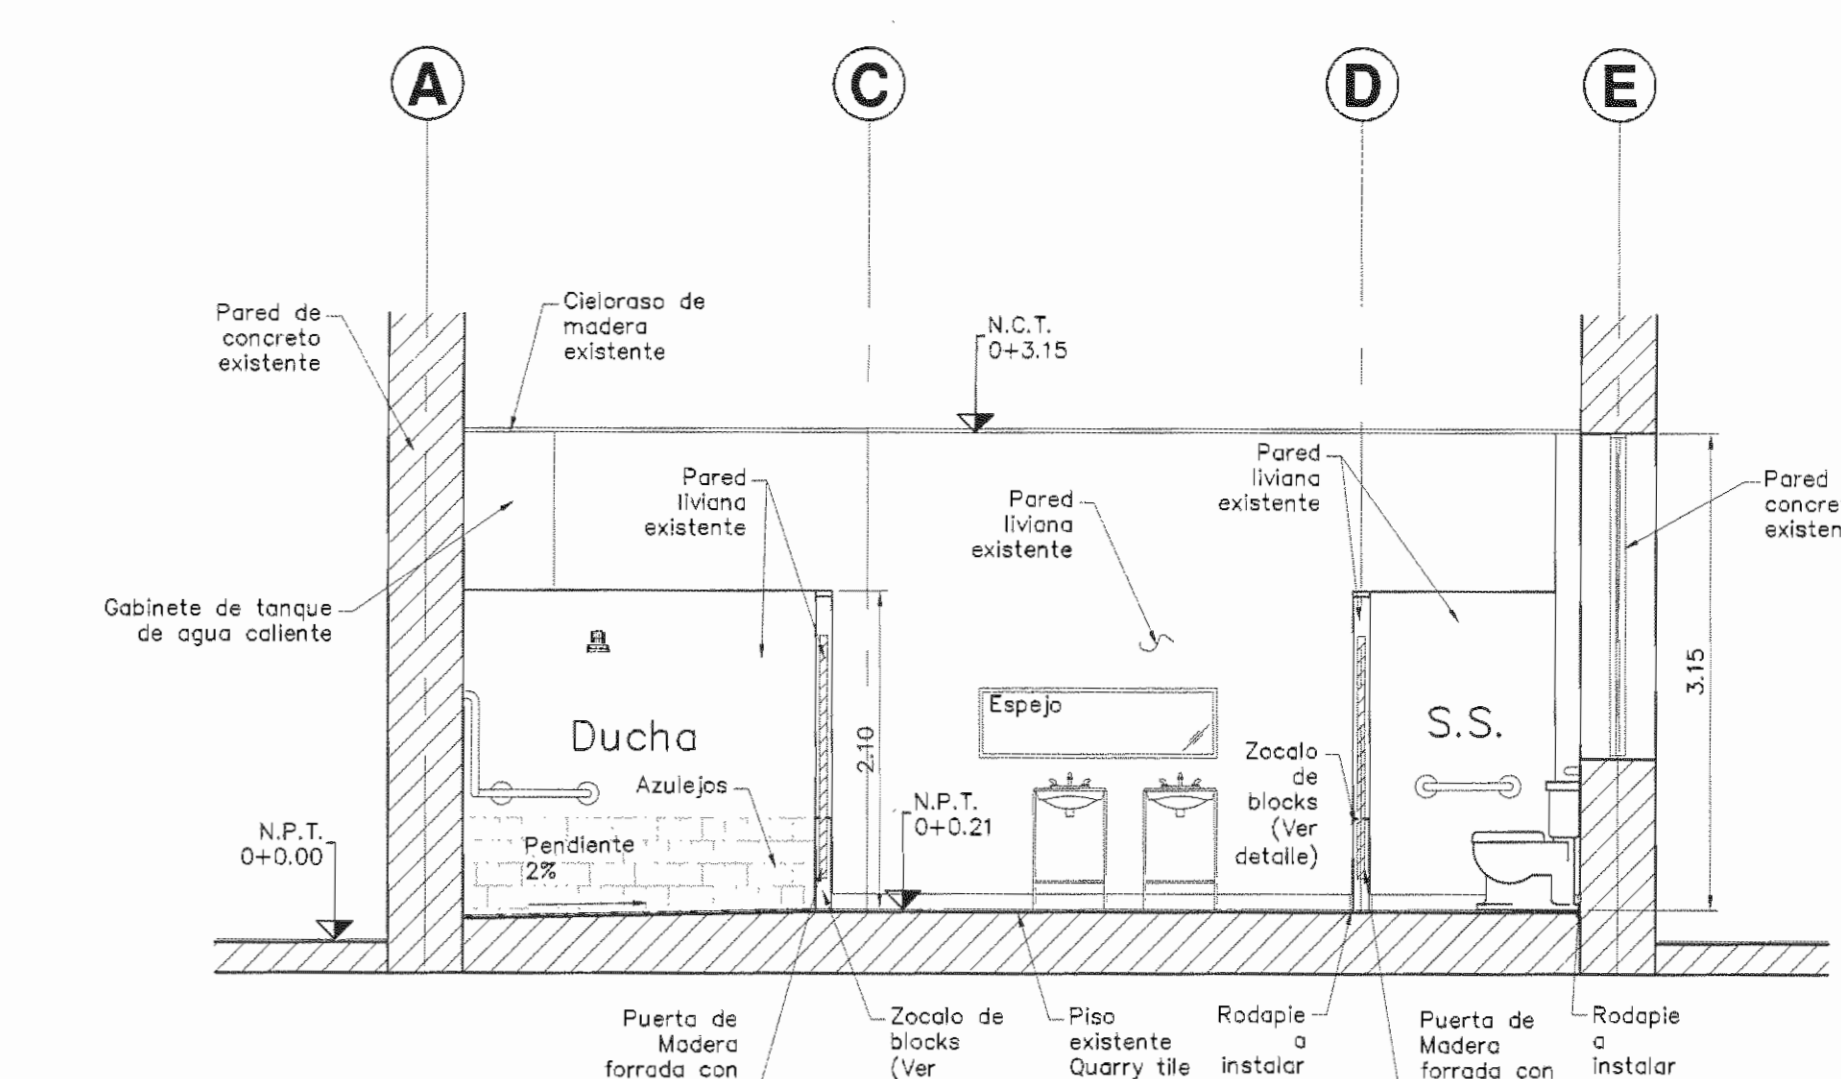 A
C
D
E
Pared de
concreto
existente
Cieloraso de
madera
existente
N.C.T.
0+3.15
Pared
liviana
existente
Pared
liviana
existente
Pared
liviana
existente
Pared
concre
existen
Gabinete de tanque
de agua caliente
3.15
Ducha
2.10
Espejo
S.S.
Zocalo
de
blocks
(Ver
detalle)
Azulejos
N.P.T.
0+0.21
N.P.T.
0+0.00
Pendiente
2%
Puerta de
Madera
forrada con
Zocalo de
blocks
(Ver
Piso
existente
Quarry tile
Rodapie
a
instalar
Puerta de
Madera
forrada con
Rodapie
a
instalar